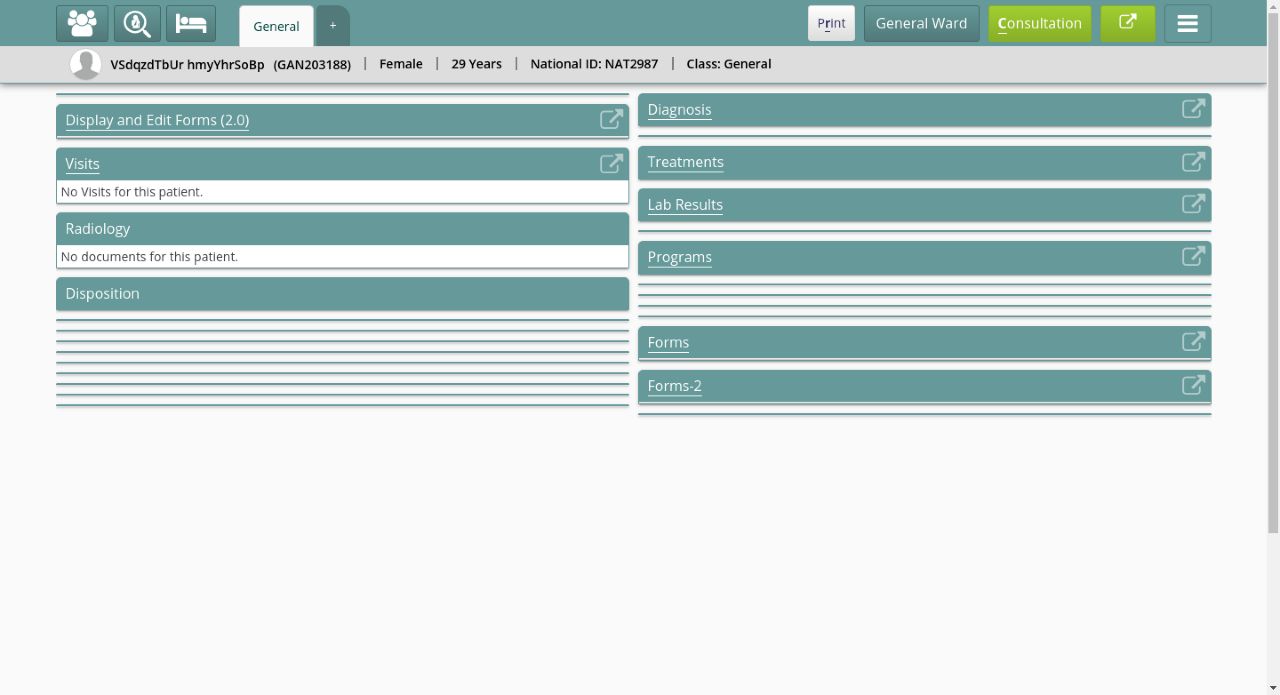 General
+
Print
General Ward
Consultation
VSdqzdTbUr hmyYhrSoBp (GAN203188) | Female | 29 Years | National ID: NAT2987 | Class: General
Display and Edit Forms (2.0)
Visits
No Visits for this patient.
Radiology
No documents for this patient.
Disposition
Diagnosis
Treatments
Lab Results
Programs
Forms
Forms-2